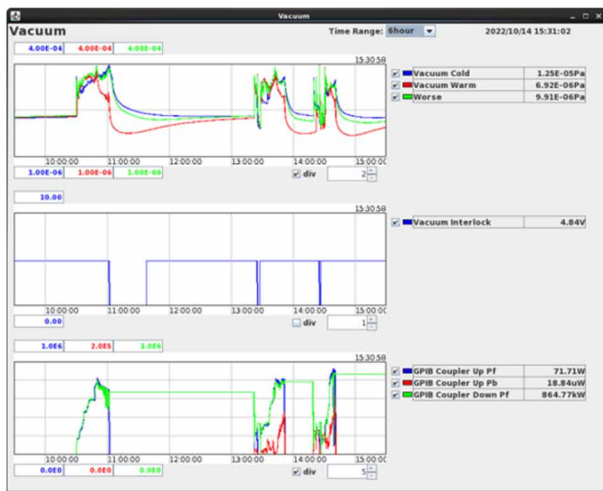 Vacuum
Vacuum Time Range: 6hour 2022/10/14 15:31:02
4.00E-04 4.00E-04 4.00E-04
15:30:59
Vacuum Cold 1.25E-05Pa
Vacuum Warm 6.92E-06Pa
Worse 9.91E-06Pa
10:00:00 11:00:00 12:00:00 13:00:00 14:00:00 15:00:00
1.00E-06 1.00E-06 1.00E-06 div 2
10.00
15:30:59
Vacuum Interlock 4.84V
10:00:00 11:00:00 12:00:00 13:00:00 14:00:00 15:00:00
0.00 div 1
1.0E6 2.0E5 1.0E6
15:30:59
GPIB Coupler Up Pf 71.71W
GPIB Coupler Up Pb 18.84uW
GPIB Coupler Down Pf 864.77kW
10:00:00 11:00:00 12:00:00 13:00:00 14:00:00 15:00:00
0.0E0 0.0E0 0.0E0 div 5